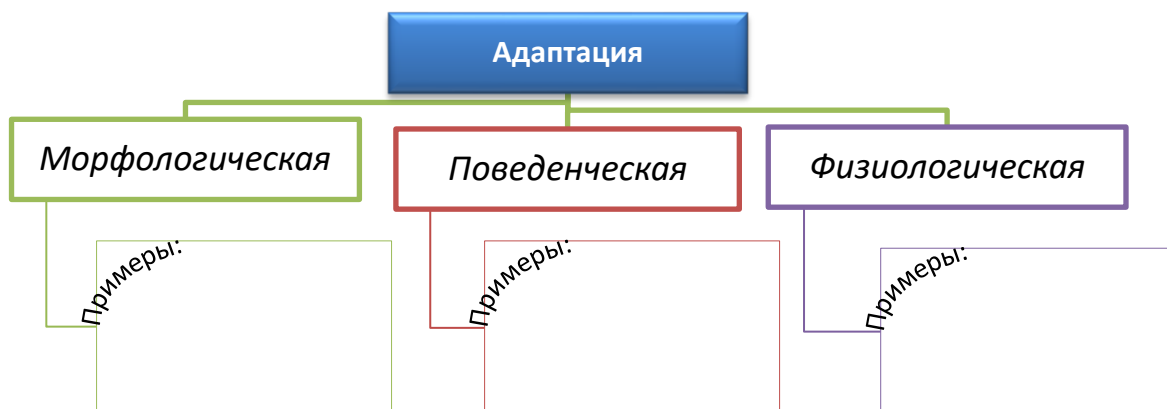 Адаптация
Морфологическая
Поведенческая
Физиологическая
Примеры:
Примеры:
Примеры: